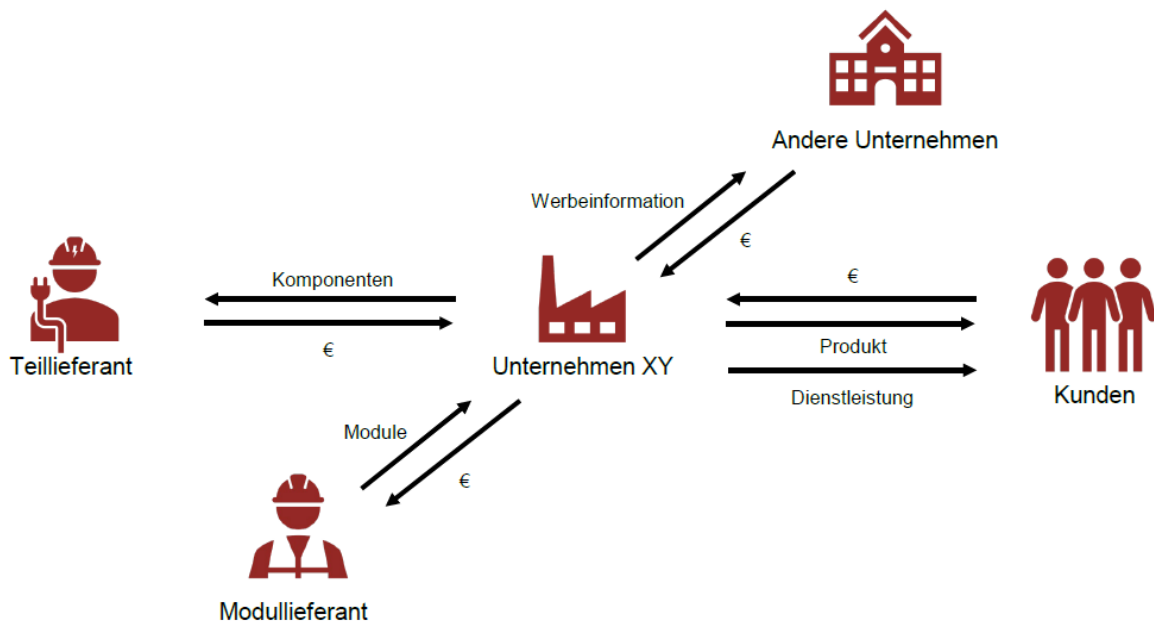 Andere Unternehmen
Werbeinformation
€
Komponenten
€
€
Teillieferant
Unternehmen XY
Produkt
Dienstleistung
Kunden
Module
€
Modullieferant